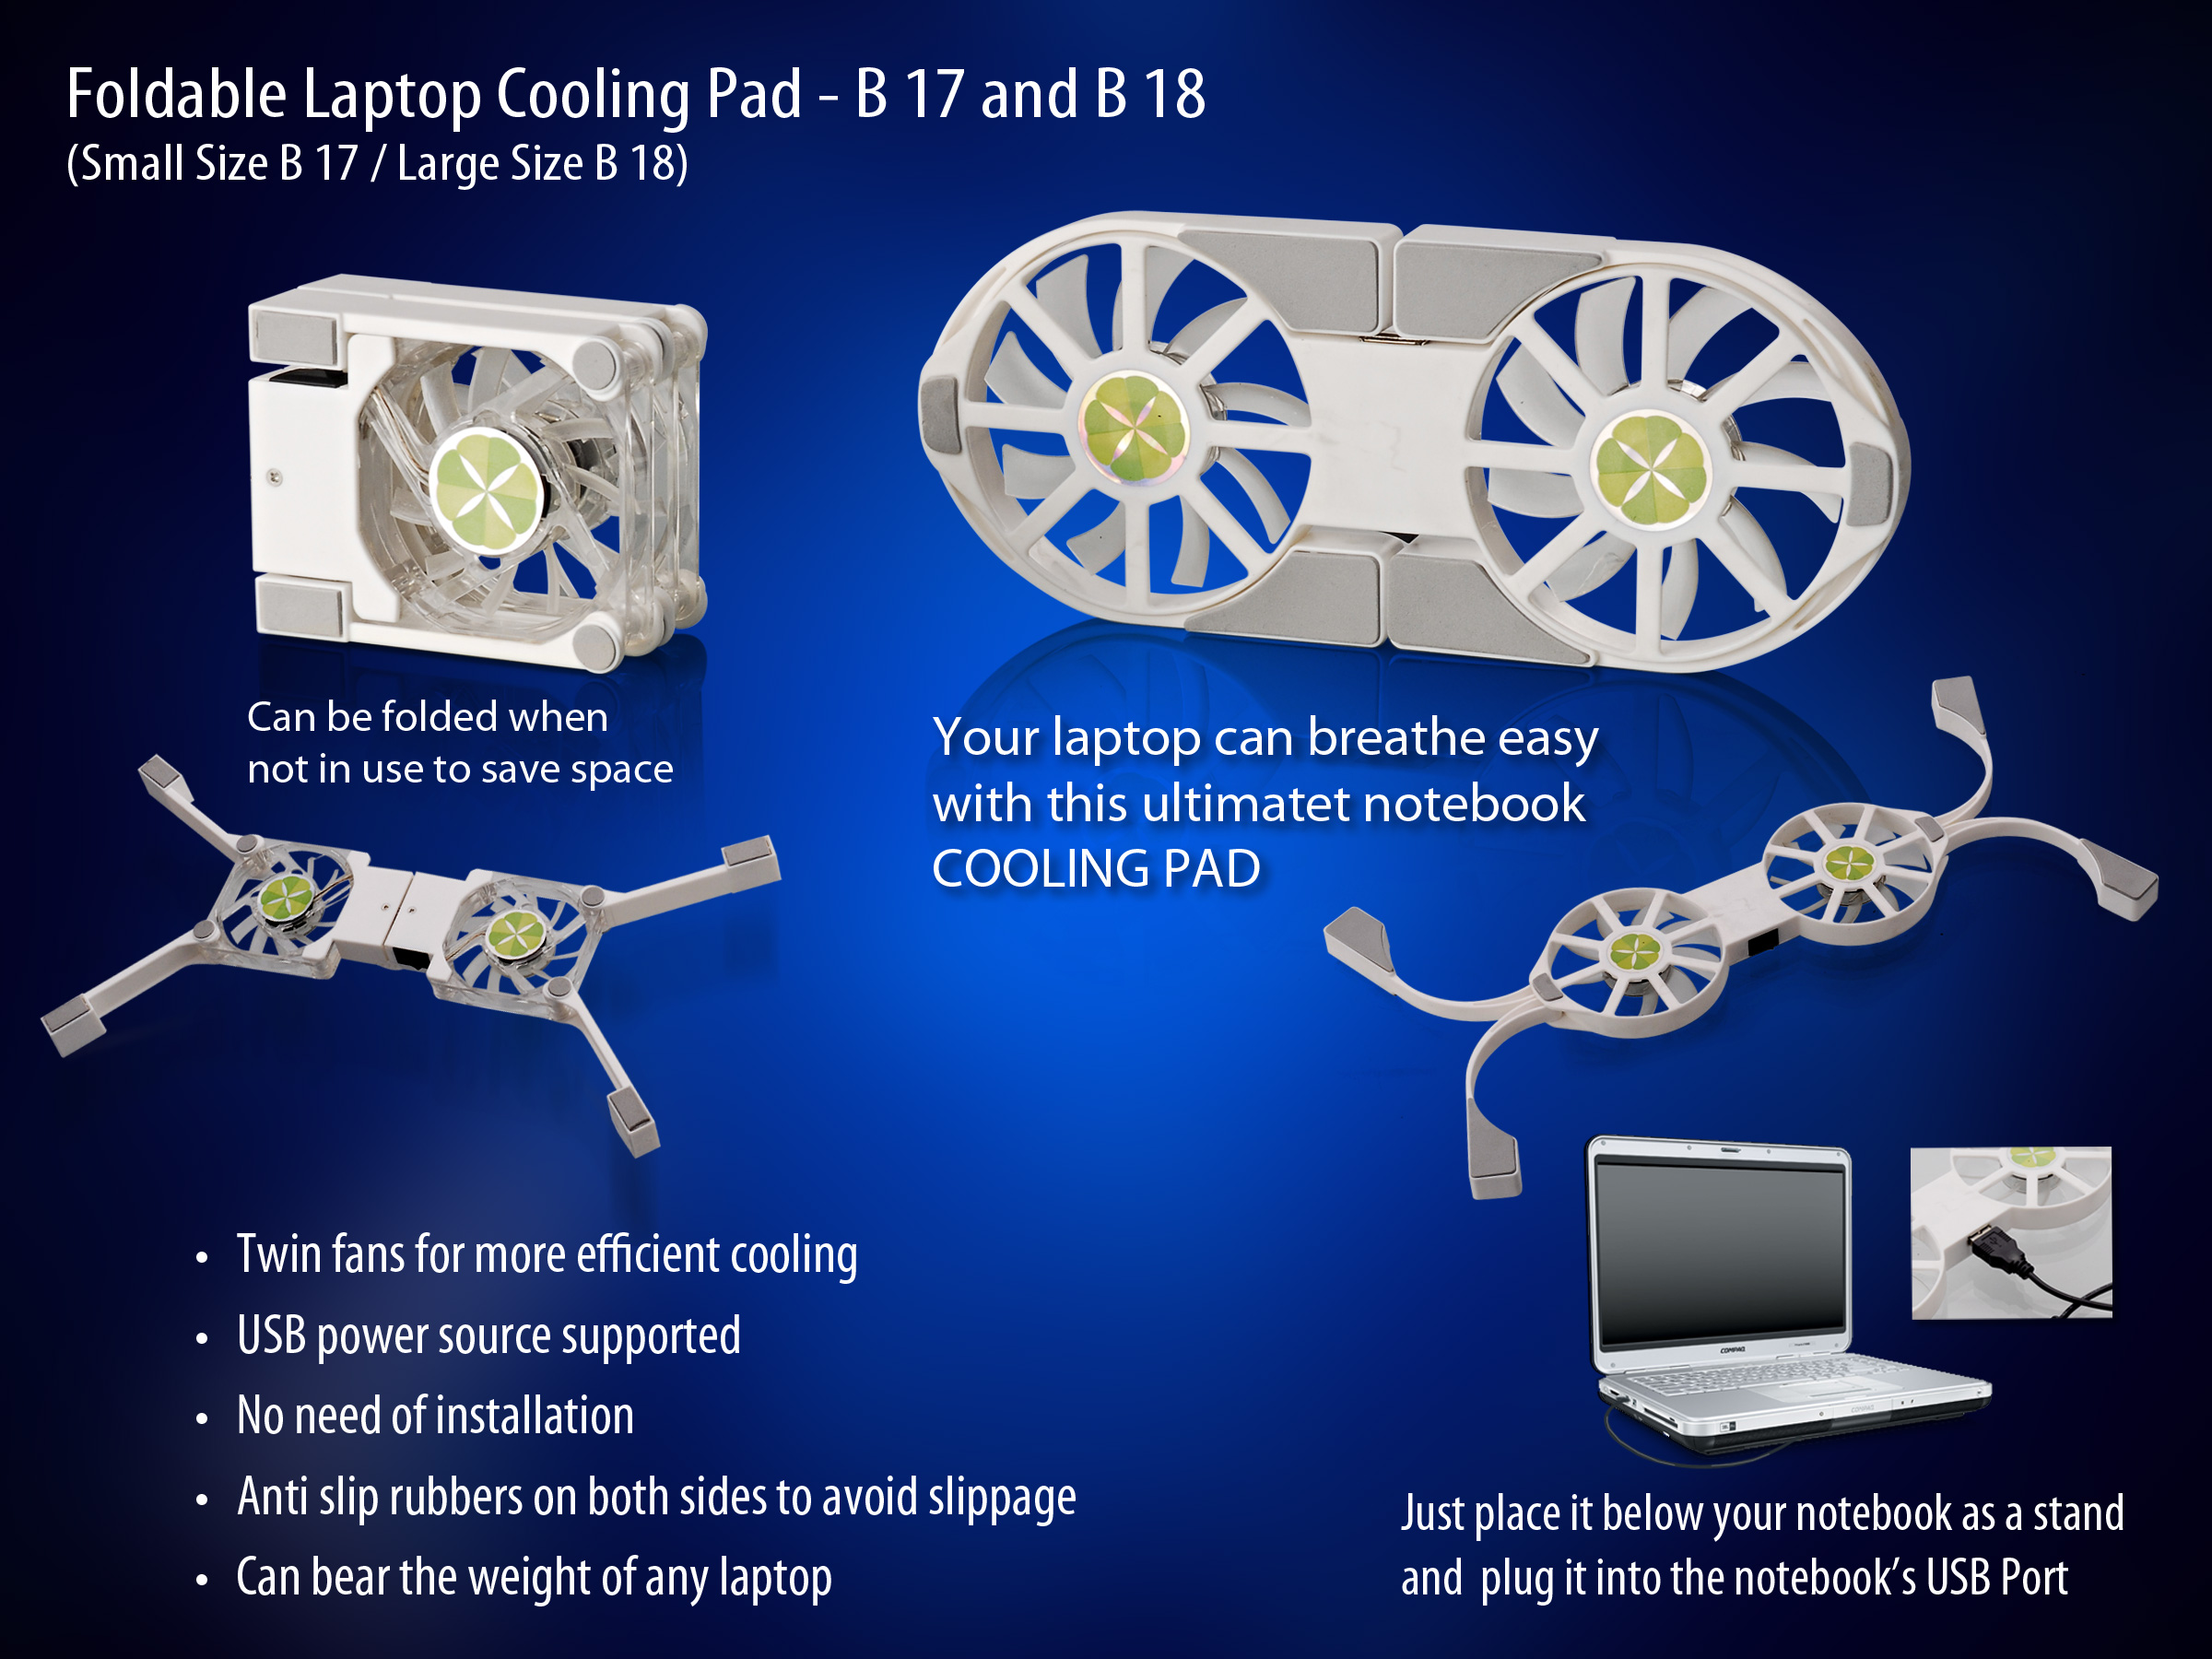 Foldable Laptop Cooling Pad - B 17 and B 18
(Small Size B 17 / Large Size B 18)
Can be folded when
not in use to save space
Your laptop can breathe easy
with this ultimatet notebook
COOLING PAD
• Twin fans for more efficient cooling
• USB power source supported
• No need of installation
• Anti slip rubbers on both sides to avoid slippage
• Can bear the weight of any laptop
COMPAQ
COMPAQ
Just place it below your notebook as a stand
and plug it into the notebook’s USB Port